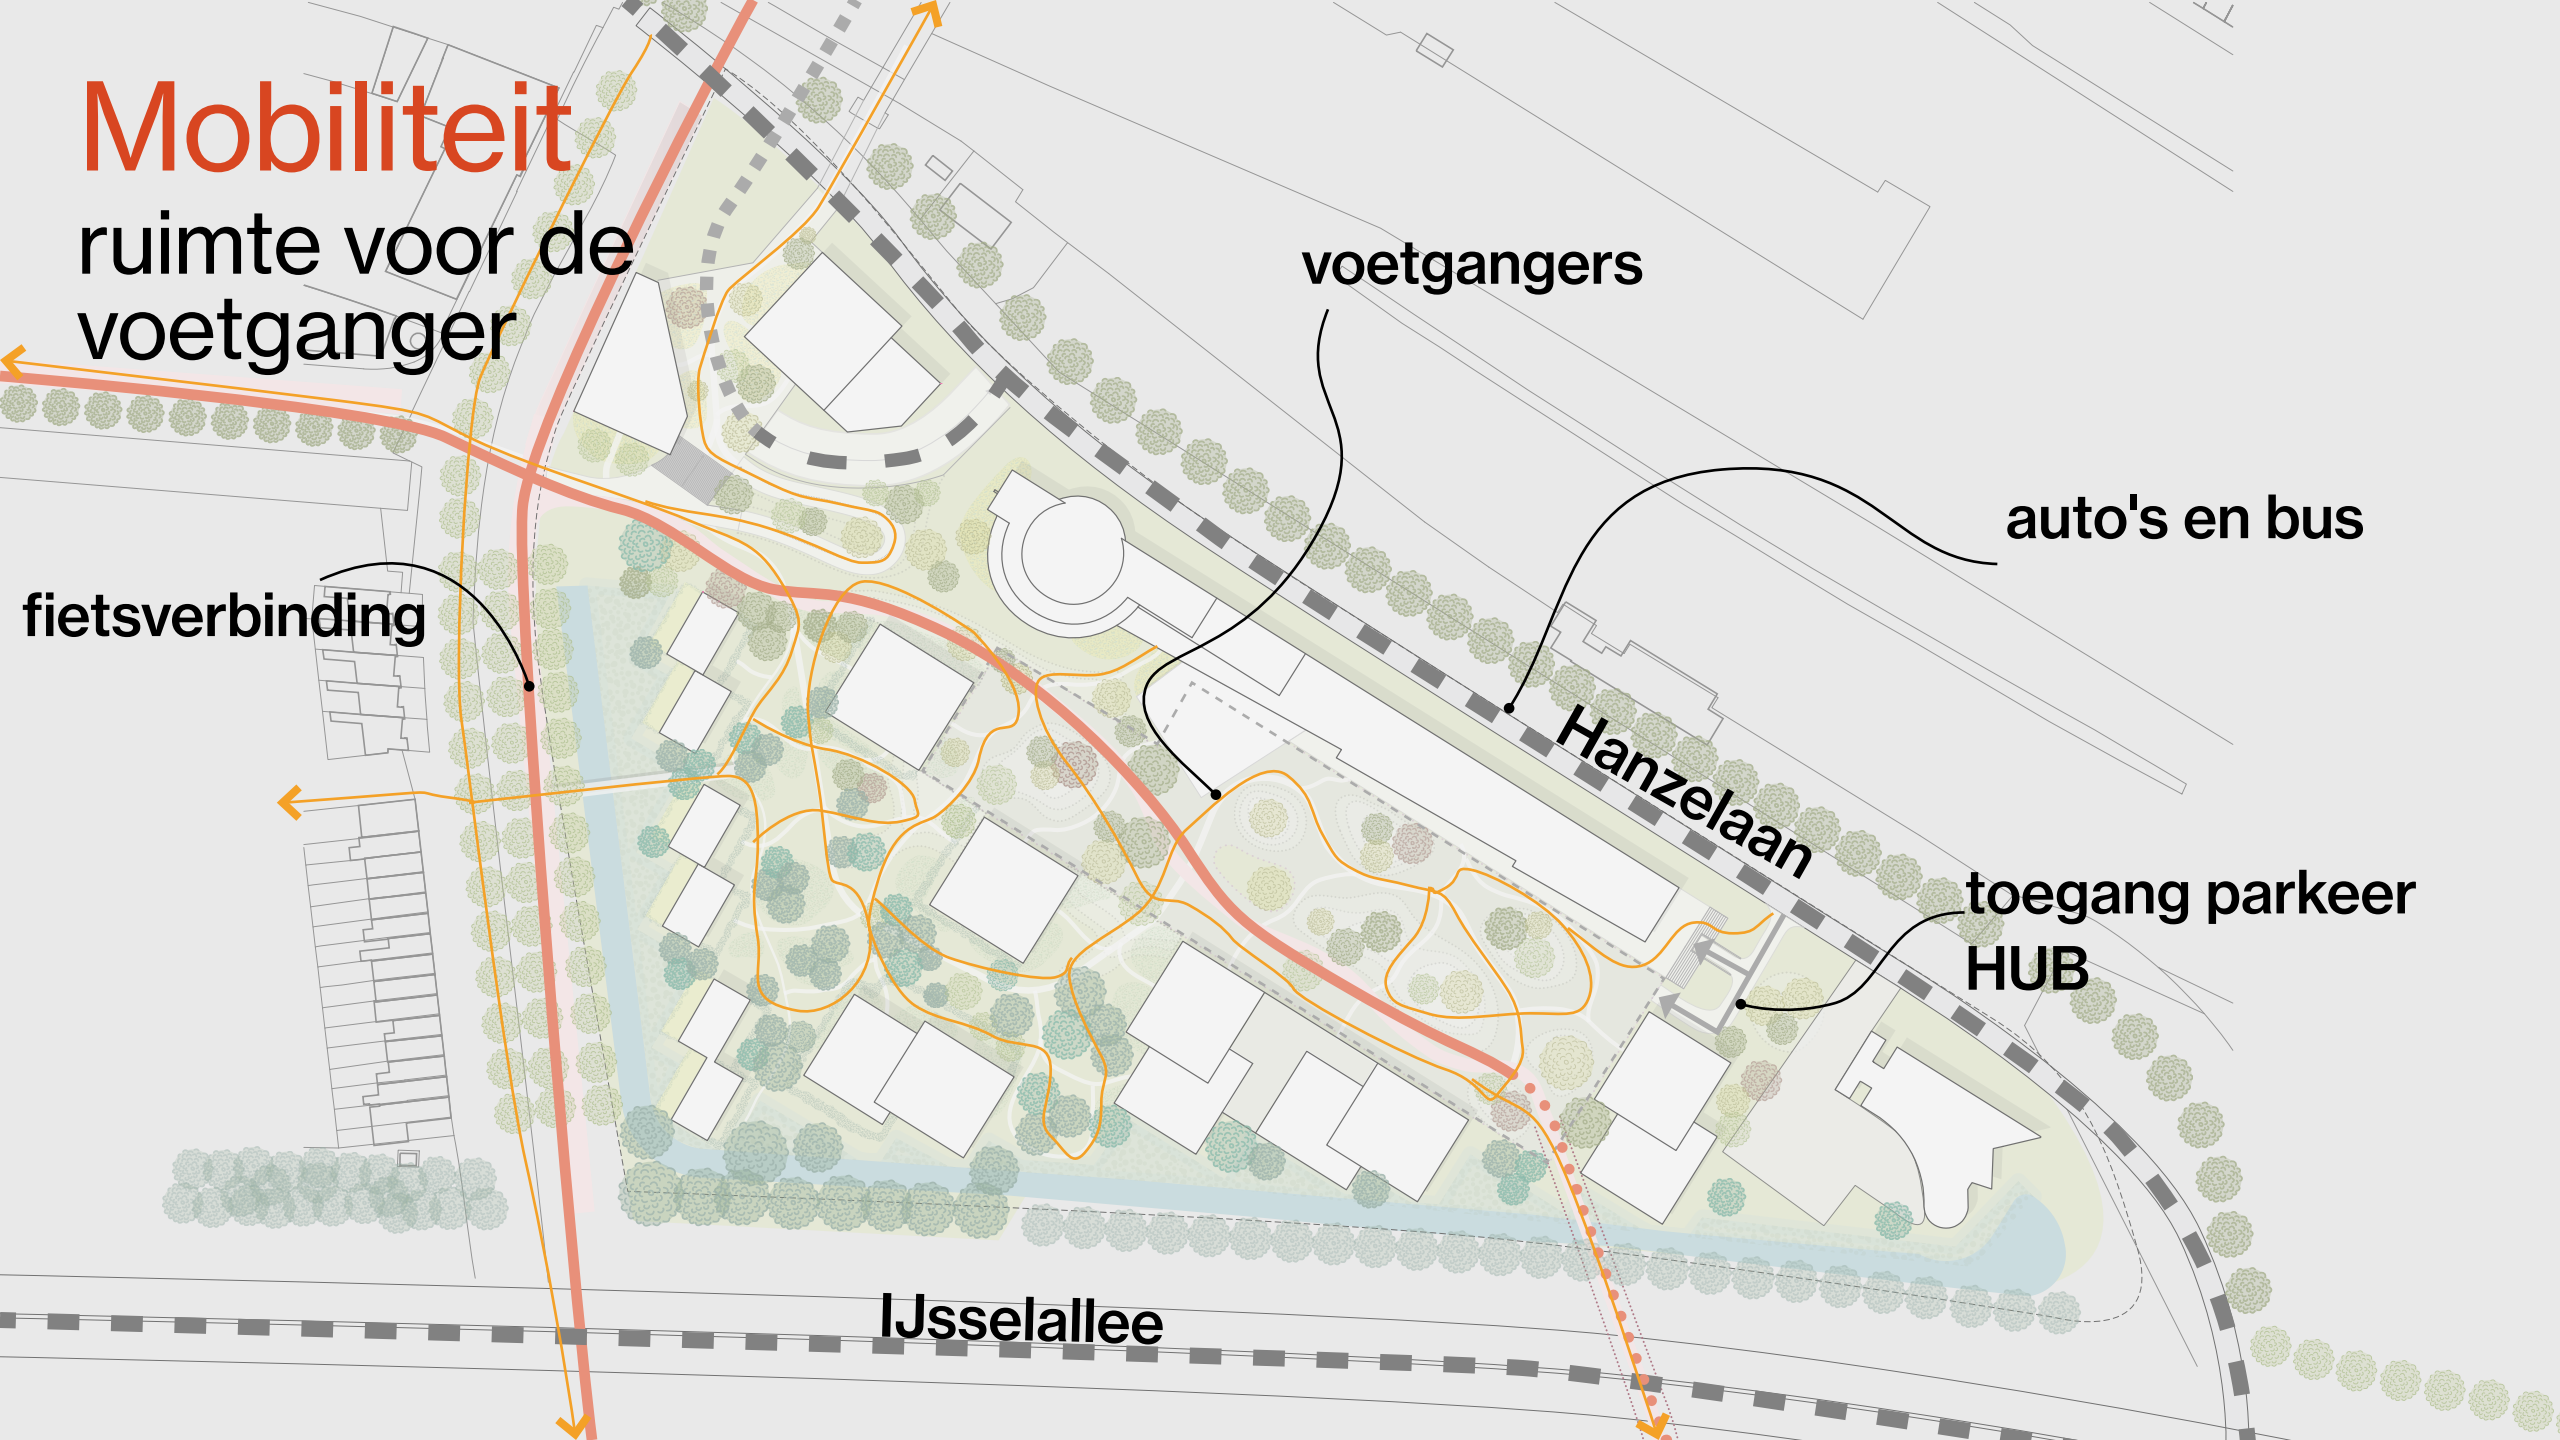 Mobiliteit
ruimte voor de
voetganger
voetgangers
auto's en bus
fietsverbinding
Hanzelaan
toegang parkeer
HUB
IJsselallee